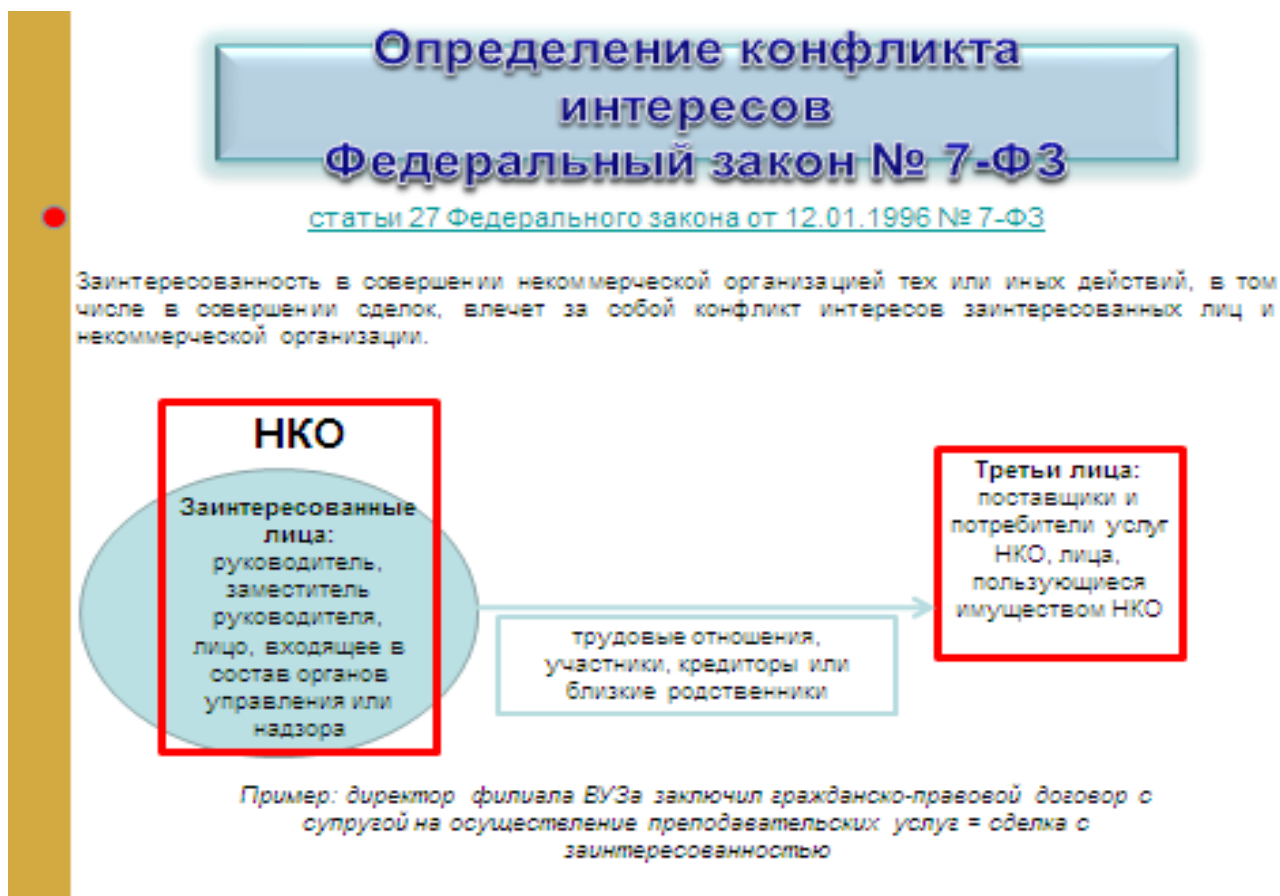 Определение конфликта
интересов
Федеральный закон № 7-ФЗ
статьи 27 Федерального закона от 12.01.1996 № 7-ФЗ
Заинтересованность в совершении некоммерческой организацией тех или иных действий, в том
числе в совершении сделок, влечет за собой конфликт интересов заинтересованных лиц и
некоммерческой организации.
НКО
Заинтересованные
лица:
руководитель,
заместитель
руководителя,
лицо, входящее в
состав органов
управления или
надзора
трудовые отношения,
участники, кредиторы или
близкие родственники
Третьи лица:
поставщики и
потребители услуг
НКО, лица,
пользующиеся
имуществом НКО
Пример: директор филиала ВУЗа заключил гражданско-правовой договор с
супругой на осуществление преподавательских услуг = сделка с
заинтересованностью